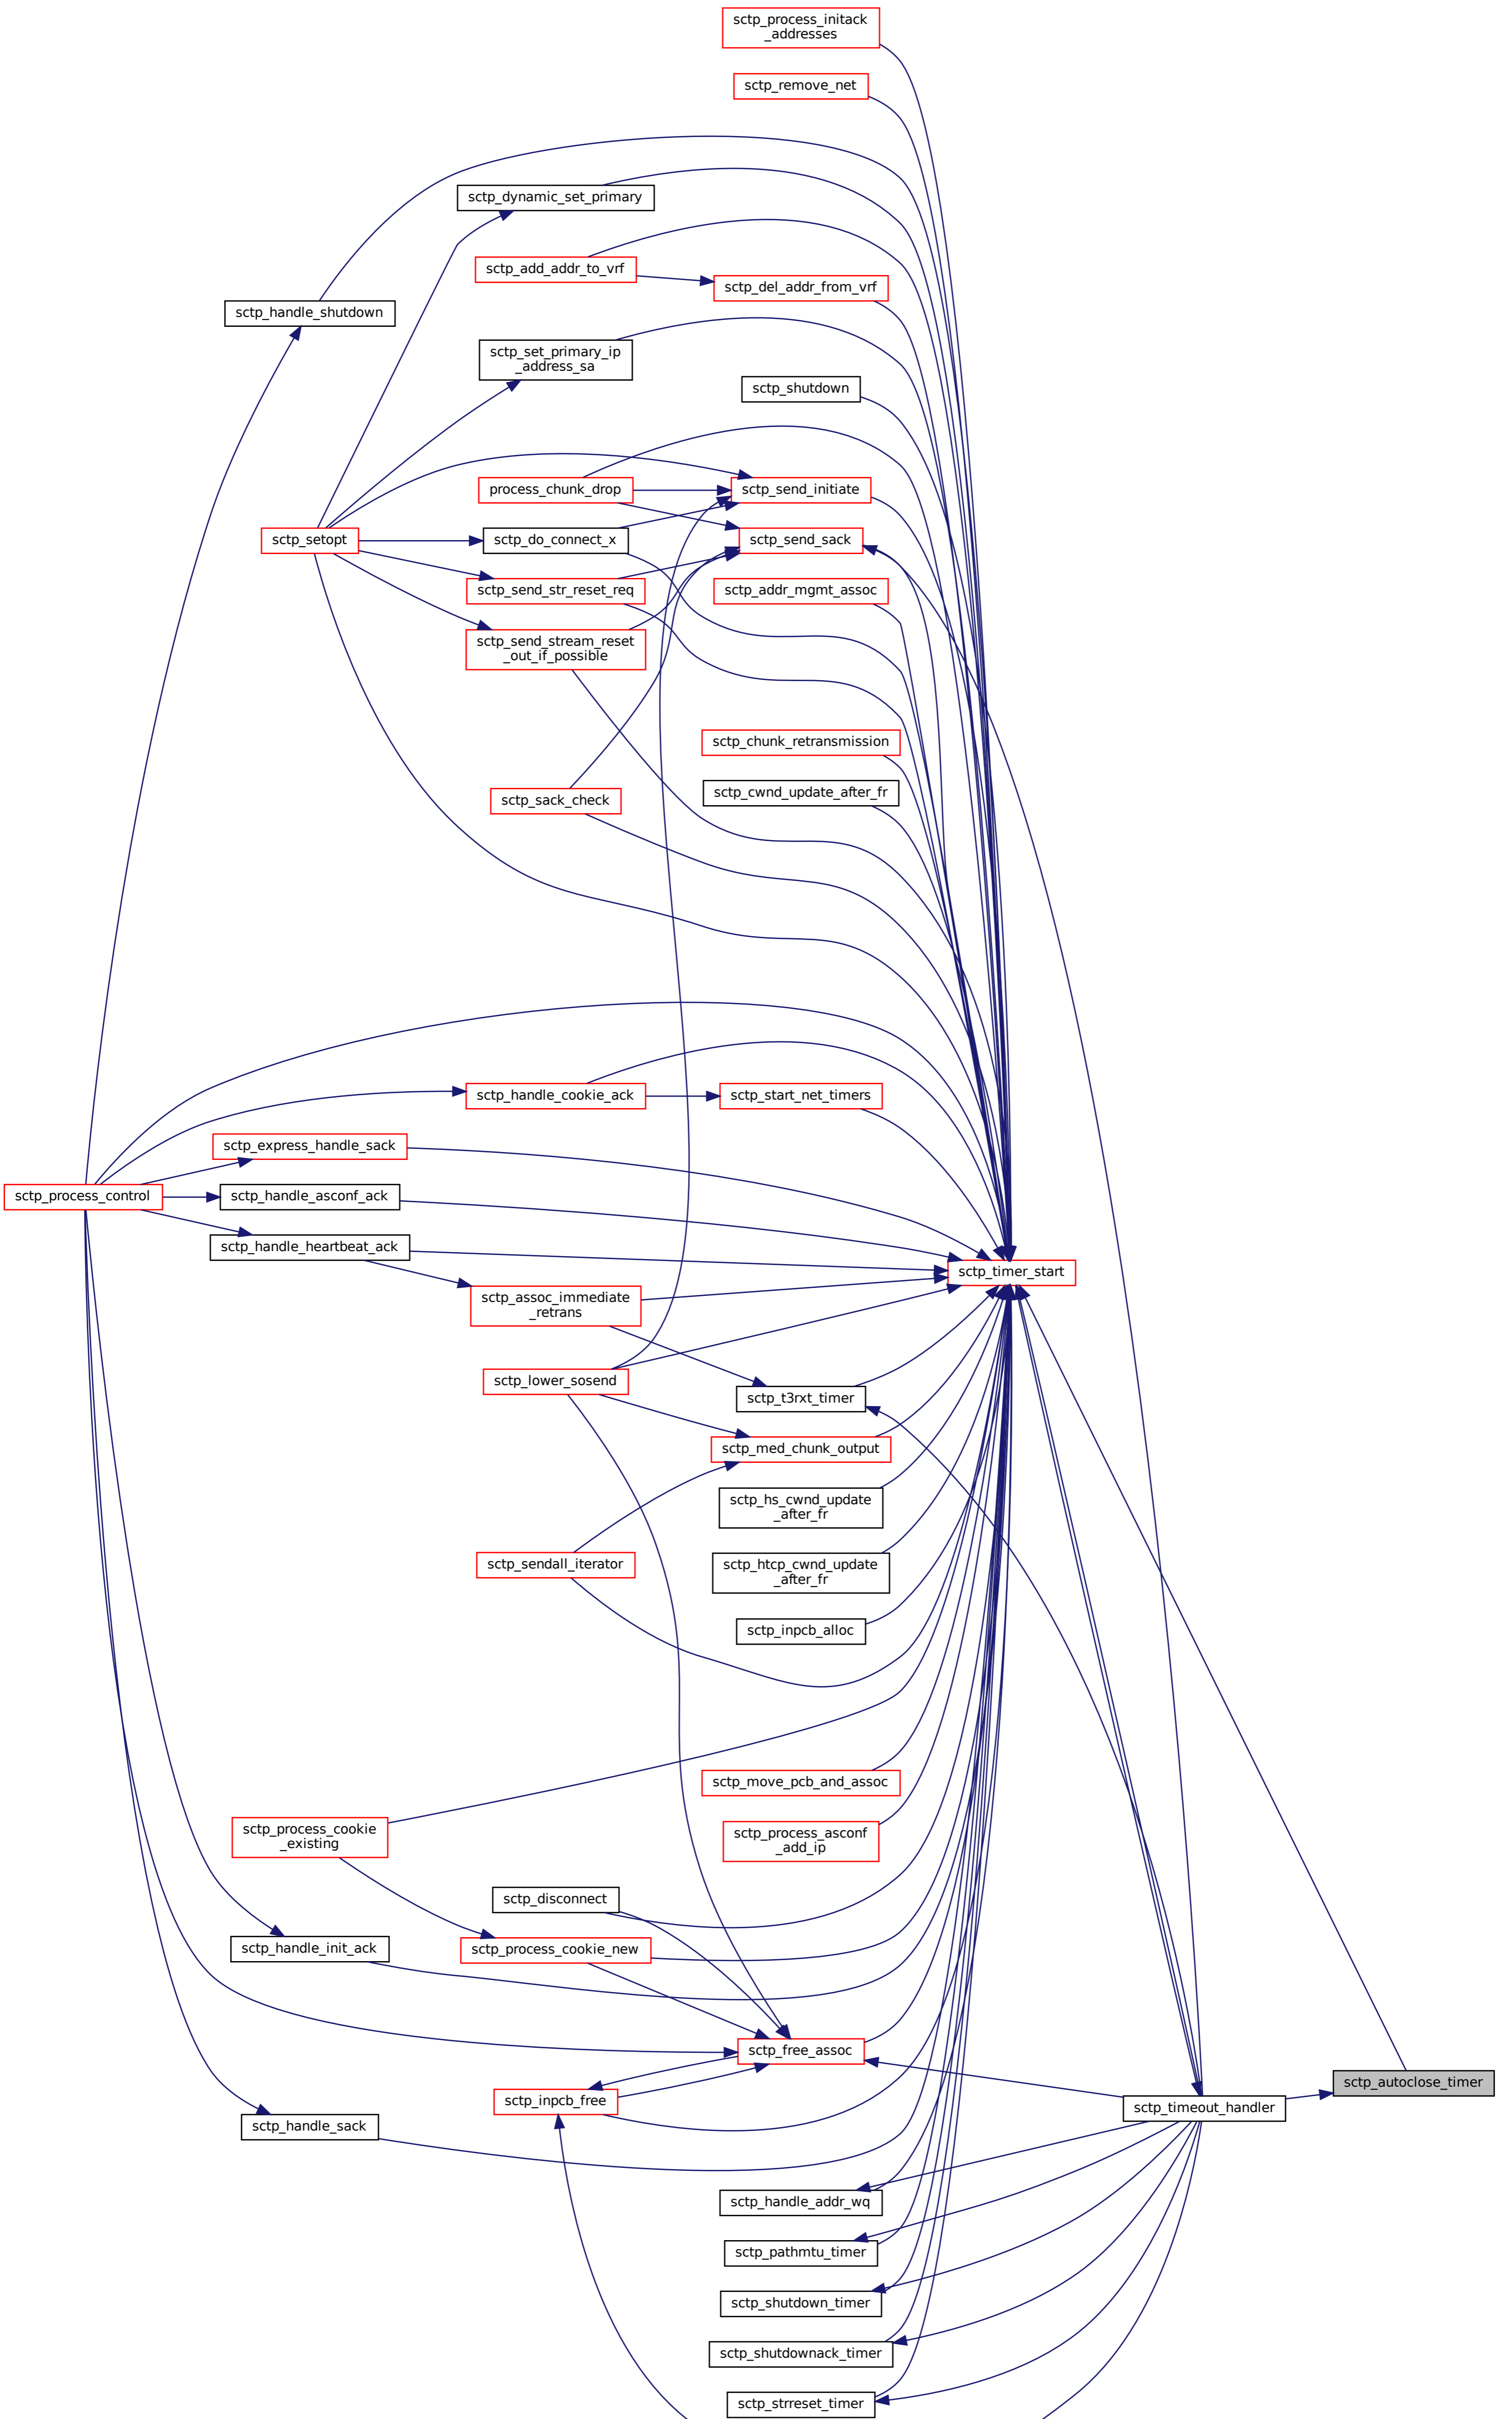 sctp_process_initack
_addresses
sctp_remove_net
sctp_dynamic_set_primary
sctp_add_addr_to_vrf
sctp_del_addr_from_vrf
sctp_handle_shutdown
sctp_set_primary_ip
_address_sa
sctp_shutdown
process_chunk_drop
sctp_send_initiate
sctp_setopt
sctp_do_connect_x
sctp_send_sack
sctp_send_str_reset_req
sctp_addr_mgmt_assoc
sctp_send_stream_reset
_out_if_possible
sctp_chunk_retransmission
sctp_cwnd_update_after_fr
sctp_sack_check
sctp_handle_cookie_ack
sctp_start_net_timers
sctp_express_handle_sack
sctp_process_control
sctp_handle_asconf_ack
sctp_handle_heartbeat_ack
sctp_timer_start
sctp_assoc_immediate
_retrans
sctp_lower_sosend
sctp_t3rxt_timer
sctp_med_chunk_output
sctp_hs_cwnd_update
_after_fr
sctp_sendall_iterator
sctp_htcp_cwnd_update
_after_fr
sctp_inpcb_alloc
sctp_move_pcb_and_assoc
sctp_process_cookie
_existing
sctp_process_asconf
_add_ip
sctp_disconnect
sctp_handle_init_ack
sctp_process_cookie_new
sctp_free_assoc
sctp_autoclose_timer
sctp_inpcb_free
sctp_timeout_handler
sctp_handle_sack
sctp_handle_addr_wq
sctp_pathmtu_timer
sctp_shutdown_timer
sctp_shutdownack_timer
sctp_strreset_timer